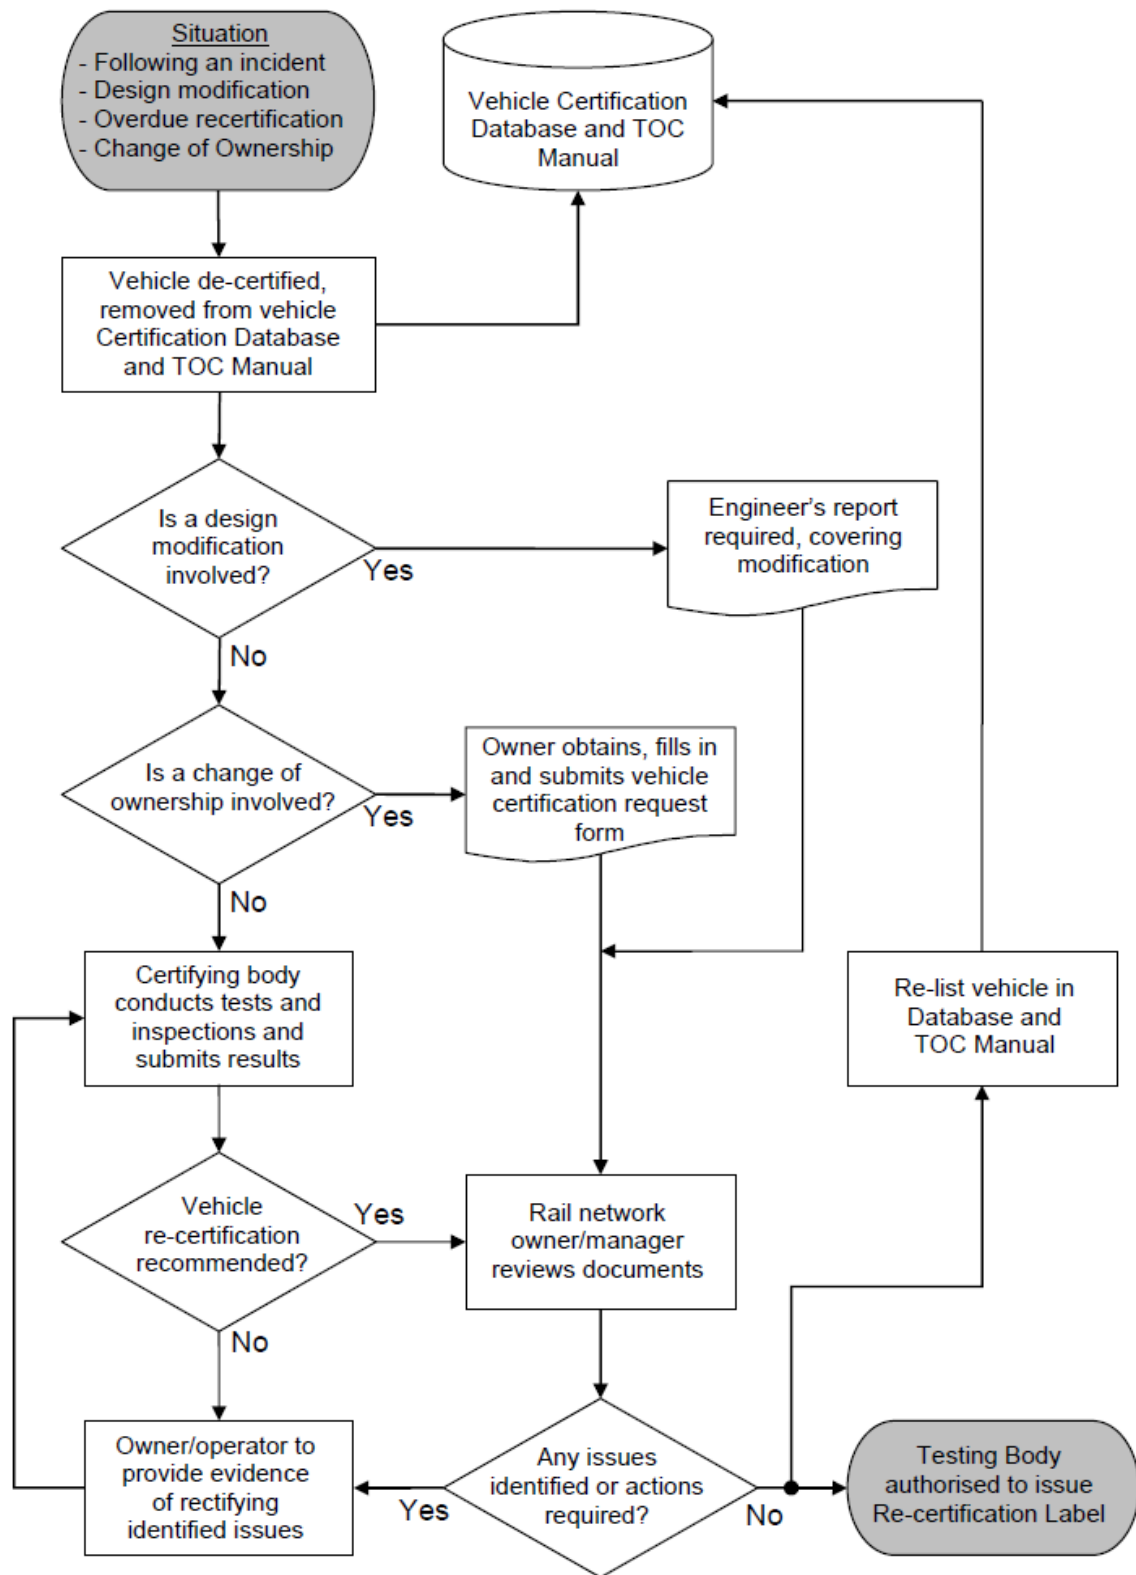 Situation
- Following an incident
- Design modification
- Overdue recertification
- Change of Ownership
Vehicle Certification
Database and TOC
Manual
Vehicle de-certified,
removed from vehicle
Certification Database
and TOC Manual
Is a design
modification
involved?
Yes
No
Engineer's report
required, covering
modification
Is a change of
ownership involved?
Yes
No
Owner obtains, fills in
and submits vehicle
certification request
form
Certifying body
conducts tests and
inspections and
submits results
Re-list vehicle in
Database and
TOC Manual
Vehicle
re-certification
recommended?
Yes
No
Rail network
owner/manager
reviews documents
Owner/operator to
provide evidence
of rectifying
identified issues
Any issues
identified or actions
required?
Yes
No
Testing Body
authorised to issue
Re-certification Label